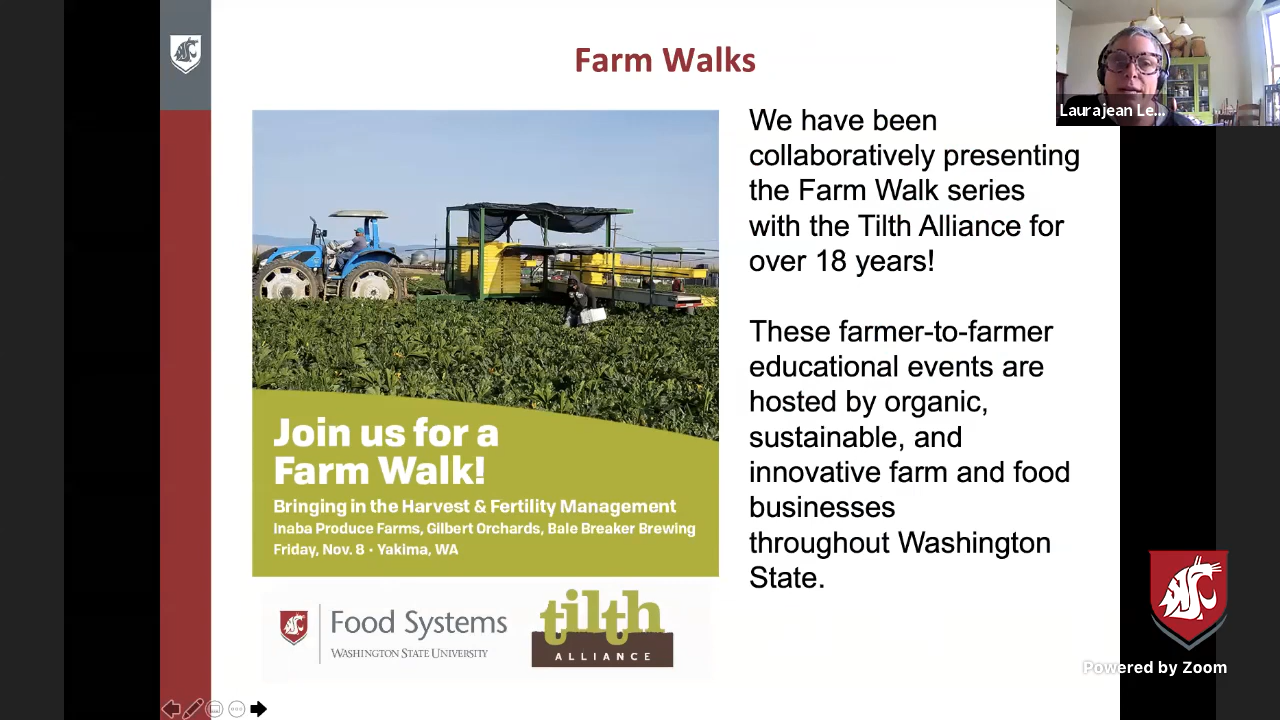 Farm Walks
Laurajean Le...
We have been
collaboratively presenting
the Farm Walk series
with the Tilth Alliance for
over 18 years!
These farmer-to-farmer
educational events are
hosted by organic,
sustainable, and
innovative farm and food
businesses
throughout Washington
State.
Join us for a
Farm Walk!
Bringing in the Harvest & Fertility Management
Inaba Produce Farms, Gilbert Orchards, Bale Breaker Brewing
Friday, Nov. 8 • Yakima, WA
Food Systems
WASHINGTON STATE UNIVERSITY
tilth
ALLIANCE
Powered by Zoom